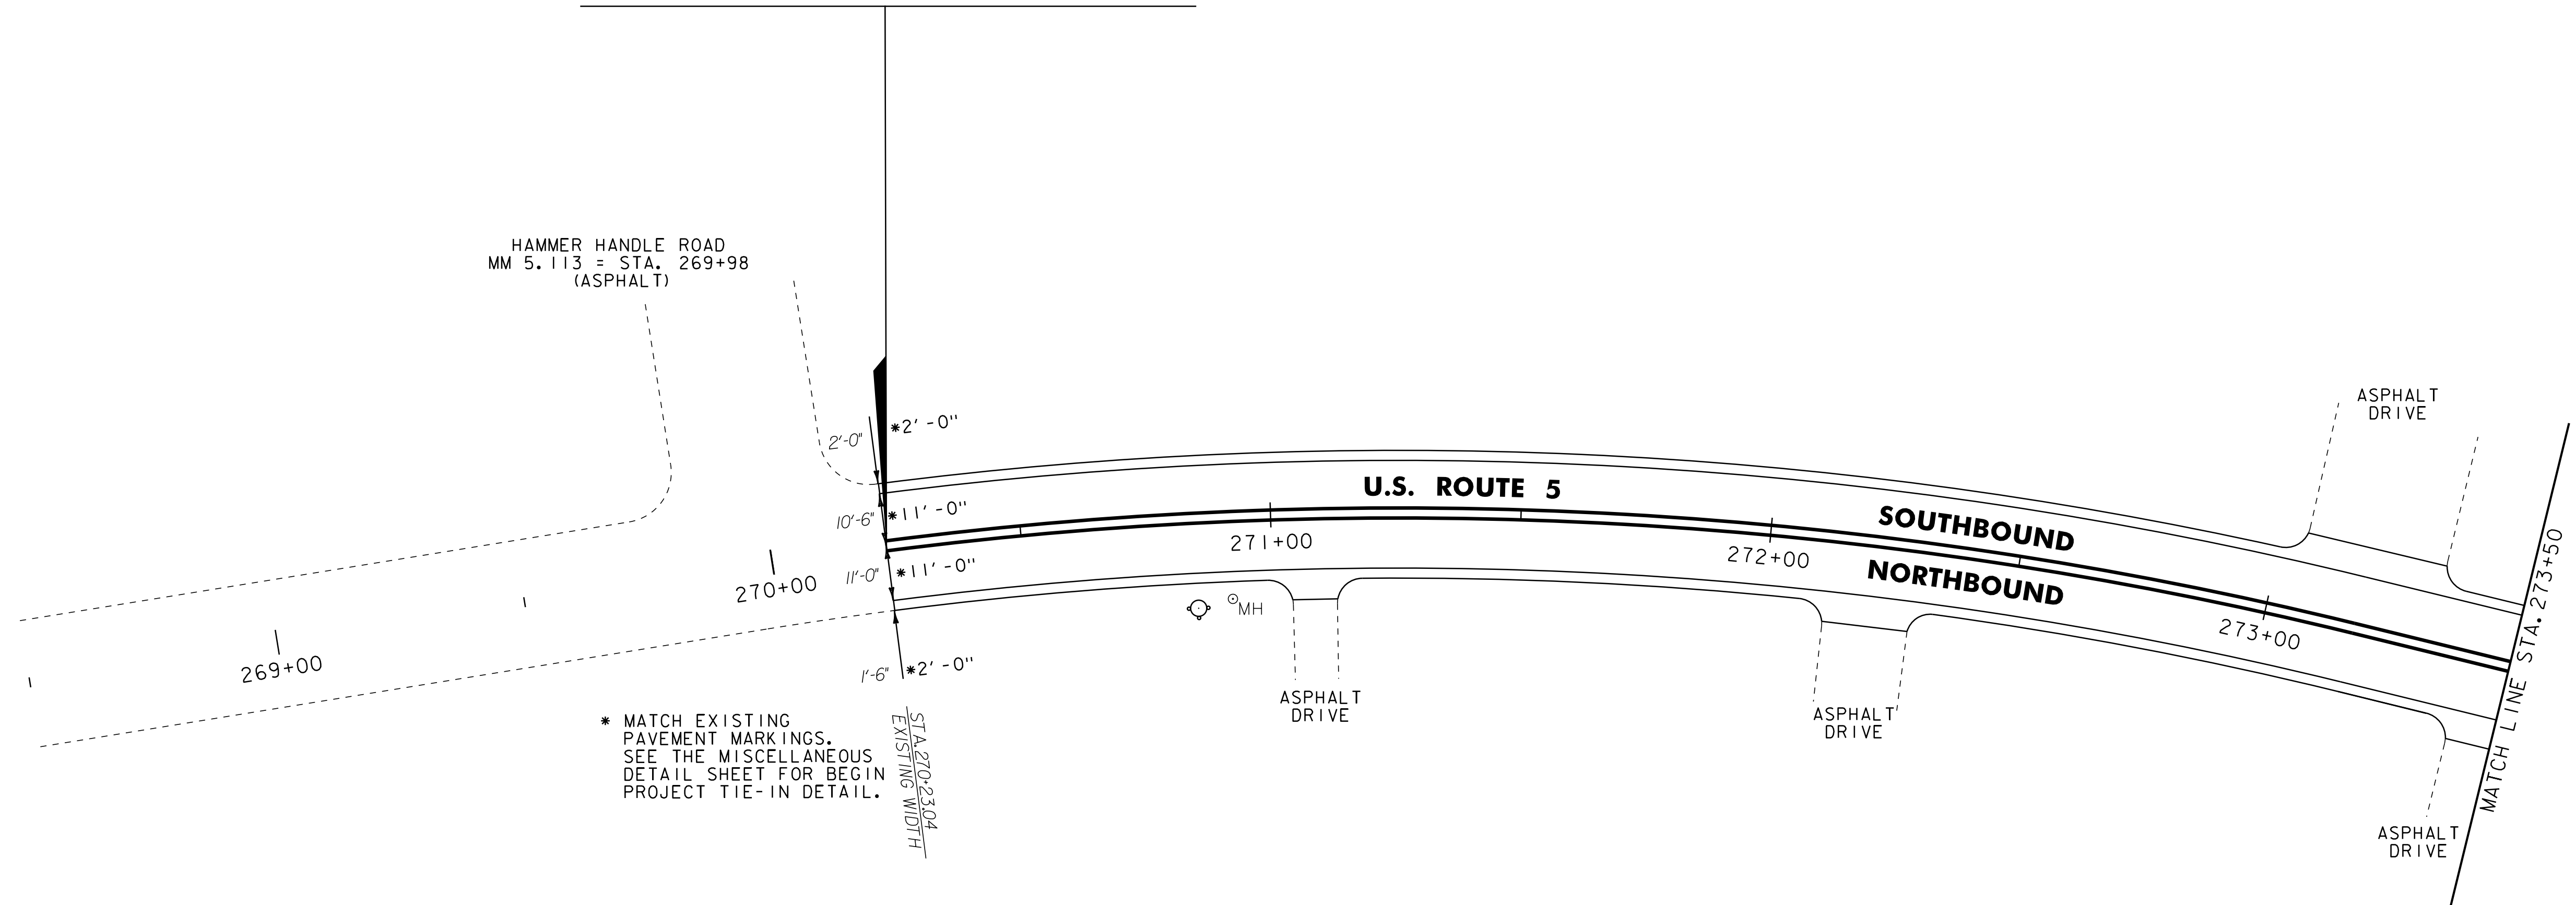 HAMMER HANDLE ROAD
MM 5.113 = STA. 269+98
(ASPHALT)
ASPHALT
DRIVE
2'-0"
*2'-0"
U.S. ROUTE 5
10'-6"
*11'-0"
SOUTHBOUND
271+00
272+00
NORTHBOUND
11'-0"
*11'-0"
270+00
MH
273+00
MATCH LINE STA. 273+50
269+00
1'-6"
*2'-0"
ASPHALT
DRIVE
ASPHALT
DRIVE
* MATCH EXISTING
PAVEMENT MARKINGS.
SEE THE MISCELLANEOUS
DETAIL SHEET FOR BEGIN
PROJECT TIE-IN DETAIL.
STA.270+23.04
EXISTING WIDTH
ASPHALT
DRIVE